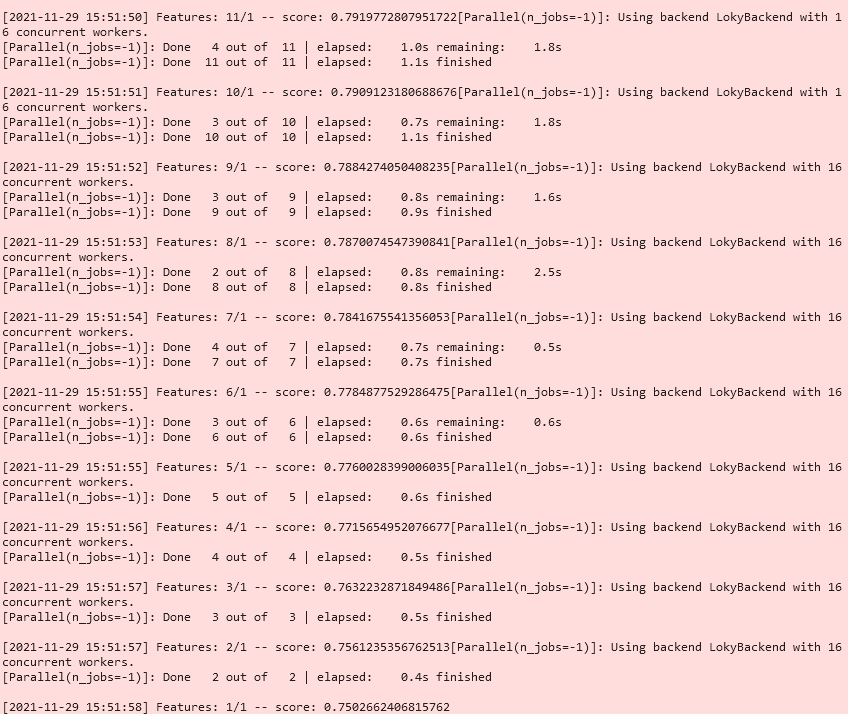 [2021-11-29 15:51:50] Features: 11/1 -- score: 0.7919772807951722[Parallel(n_jobs=-1)]: Using backend LokyBackend with 1
6 concurrent workers.
[Parallel(n_jobs=-1)]: Done   4 out of  11 | elapsed:    1.0s remaining:    1.8s
[Parallel(n_jobs=-1)]: Done  11 out of  11 | elapsed:    1.1s finished
[2021-11-29 15:51:51] Features: 10/1 -- score: 0.7909123180688676[Parallel(n_jobs=-1)]: Using backend LokyBackend with 1
6 concurrent workers.
[Parallel(n_jobs=-1)]: Done   3 out of  10 | elapsed:    0.7s remaining:    1.8s
[Parallel(n_jobs=-1)]: Done  10 out of  10 | elapsed:    1.1s finished
[2021-11-29 15:51:52] Features: 9/1 -- score: 0.7884274050408235[Parallel(n_jobs=-1)]: Using backend LokyBackend with 16
concurrent workers.
[Parallel(n_jobs=-1)]: Done   3 out of   9 | elapsed:    0.8s remaining:    1.6s
[Parallel(n_jobs=-1)]: Done   9 out of   9 | elapsed:    0.9s finished
[2021-11-29 15:51:53] Features: 8/1 -- score: 0.7870074547390841[Parallel(n_jobs=-1)]: Using backend LokyBackend with 16
concurrent workers.
[Parallel(n_jobs=-1)]: Done   2 out of   8 | elapsed:    0.8s remaining:    2.5s
[Parallel(n_jobs=-1)]: Done   8 out of   8 | elapsed:    0.8s finished
[2021-11-29 15:51:54] Features: 7/1 -- score: 0.7841675541356053[Parallel(n_jobs=-1)]: Using backend LokyBackend with 16
concurrent workers.
[Parallel(n_jobs=-1)]: Done   4 out of   7 | elapsed:    0.7s remaining:    0.5s
[Parallel(n_jobs=-1)]: Done   7 out of   7 | elapsed:    0.7s finished
[2021-11-29 15:51:55] Features: 6/1 -- score: 0.7784877529286475[Parallel(n_jobs=-1)]: Using backend LokyBackend with 16
concurrent workers.
[Parallel(n_jobs=-1)]: Done   3 out of   6 | elapsed:    0.6s remaining:    0.6s
[Parallel(n_jobs=-1)]: Done   6 out of   6 | elapsed:    0.6s finished
[2021-11-29 15:51:55] Features: 5/1 -- score: 0.7760028399006035[Parallel(n_jobs=-1)]: Using backend LokyBackend with 16
concurrent workers.
[Parallel(n_jobs=-1)]: Done   5 out of   5 | elapsed:    0.6s finished
[2021-11-29 15:51:56] Features: 4/1 -- score: 0.7715654952076677[Parallel(n_jobs=-1)]: Using backend LokyBackend with 16
concurrent workers.
[Parallel(n_jobs=-1)]: Done   4 out of   4 | elapsed:    0.5s finished
[2021-11-29 15:51:57] Features: 3/1 -- score: 0.7632232871849486[Parallel(n_jobs=-1)]: Using backend LokyBackend with 16
concurrent workers.
[Parallel(n_jobs=-1)]: Done   3 out of   3 | elapsed:    0.5s finished
[2021-11-29 15:51:57] Features: 2/1 -- score: 0.7561235356762513[Parallel(n_jobs=-1)]: Using backend LokyBackend with 16
concurrent workers.
[Parallel(n_jobs=-1)]: Done   2 out of   2 | elapsed:    0.4s finished
[2021-11-29 15:51:58] Features: 1/1 -- score: 0.7502662406815762